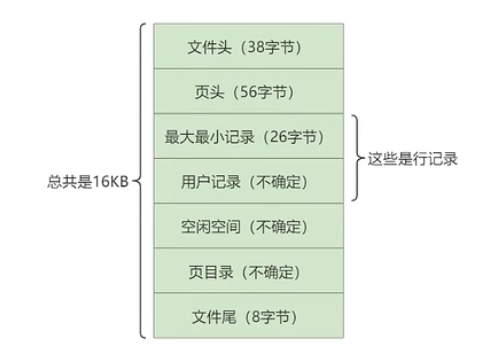 文件头（38字节）
页头（56字节）
最大最小记录（26字节）
这些是行记录
总共是16KB
用户记录（不确定）
空闲空间（不确定）
页目录（不确定）
文件尾（8字节）